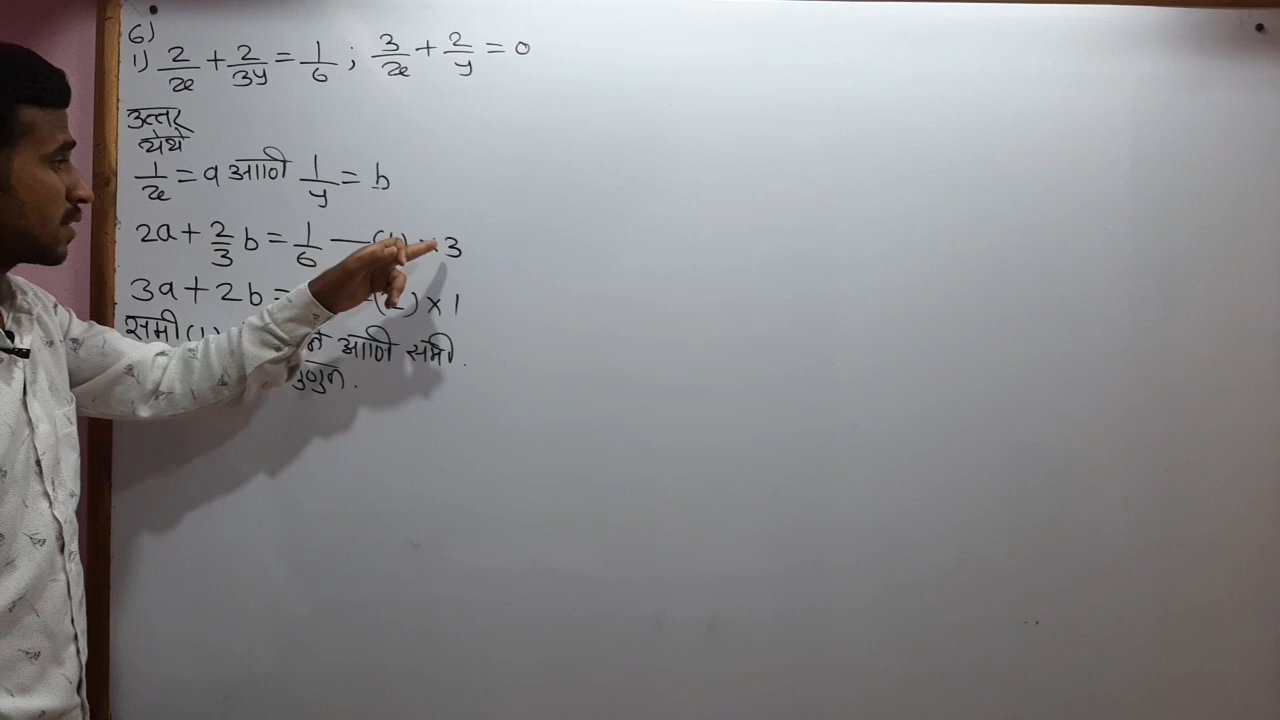 6)
1) 2/x + 2/3y = 1/6 ; 3/x + 2/y = 0
उत्तर
येथे
1/x = a आणि 1/y = b
2a + 2/3 b = 1/6 — (1) × 3
3a + 2b = (2) × 1
समी (1) ने आणि समी.
गुणून.